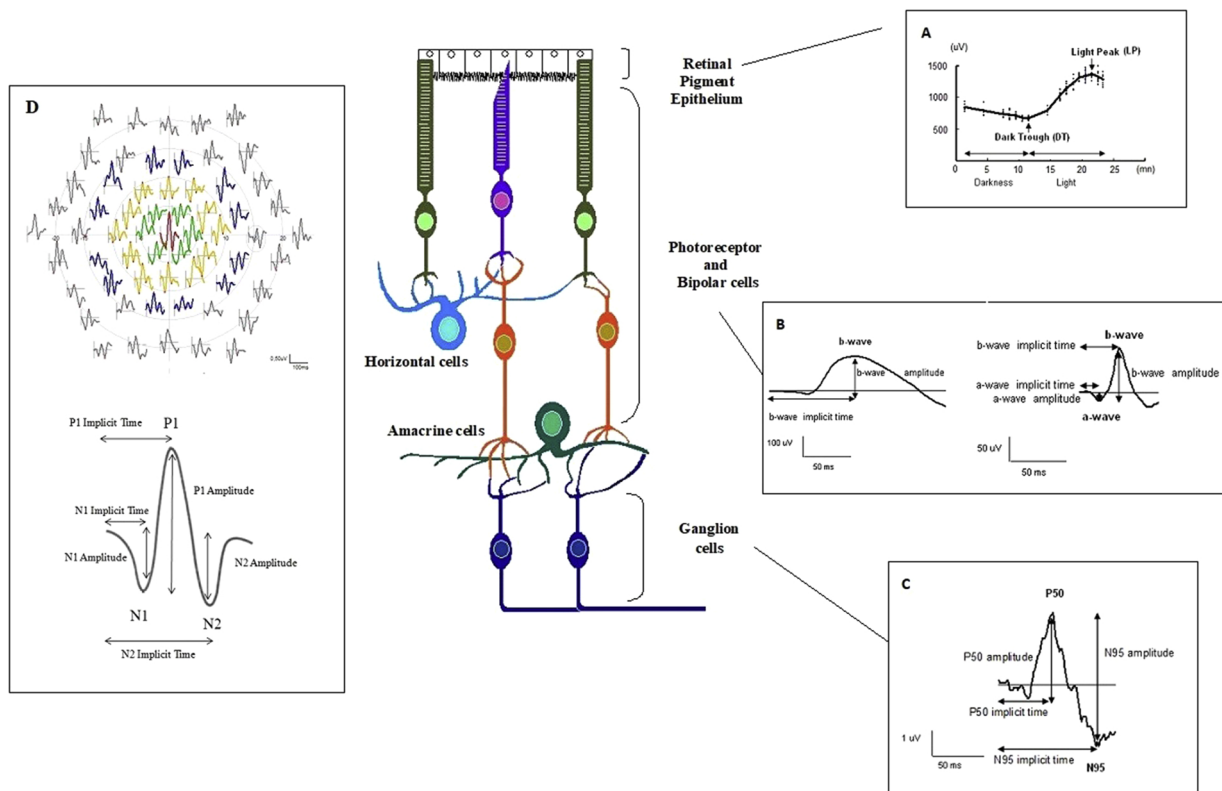 D
20
10
10
20
0.50uV
100ms
P1 Implicit Time
P1
P1 Amplitude
N1 Implicit Time
N1 Amplitude
N2 Amplitude
N1
N2
N2 Implicit Time
Horizontal cells
Amacrine cells
Retinal
Pigment
Epithelium
Photoreceptor
and
Bipolar cells
Ganglion
cells
A
(uV)
Light Peak (LP)
1500
1000
500
Dark Trough (DT)
0 5 10 15 20 25 (mn)
Darkness Light
B
b-wave
b-wave amplitude
b-wave implicit time
100 uV
50 ms
b-wave
b-wave implicit time
b-wave amplitude
a-wave implicit time
a-wave amplitude
a-wave
50 uV
50 ms
C
P50
P50 amplitude
N95 amplitude
P50 implicit time
1 uV
50 ms
N95 implicit time
N95